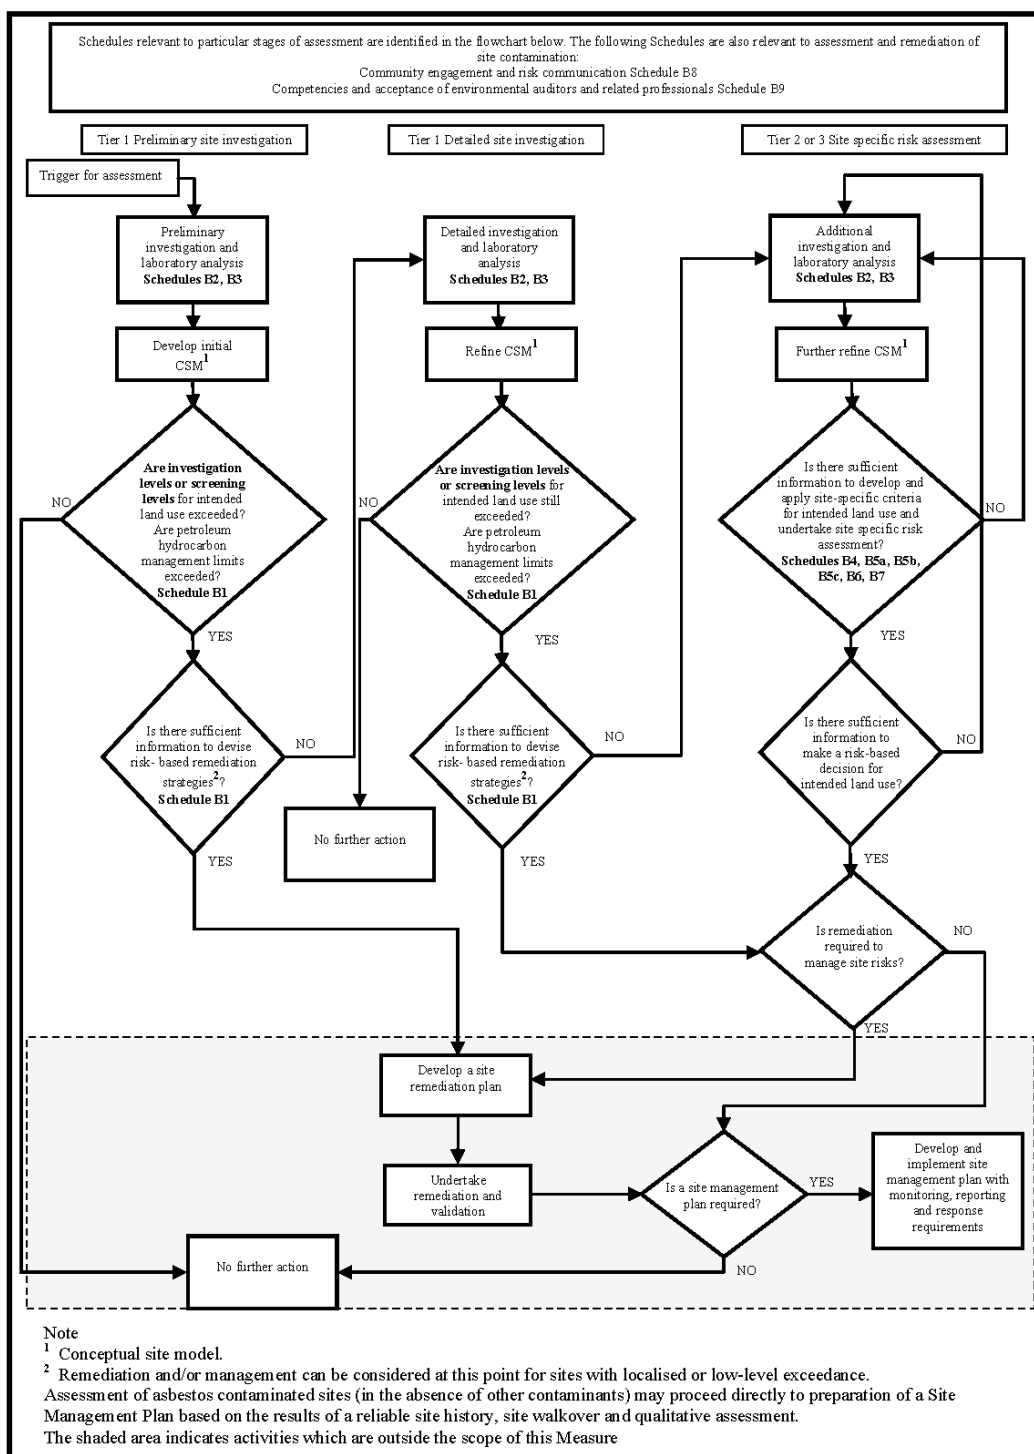 Schedules relevant to particular stages of assessment are identified in the flowchart below. The following Schedules are also relevant to assessment and remediation of
site contamination:
Community engagement and risk communication Schedule B8
Competencies and acceptance of environmental auditors and related professionals Schedule B9
Tier 1 Preliminary site investigation
Tier 1 Detailed site investigation
Tier 2 or 3 Site specific risk assessment
Trigger for assessment
Preliminary
investigation and
laboratory analysis
Schedules B2, B3
Detailed investigation
and laboratory
analysis
Schedules B2, B3
Additional
investigation and
laboratory analysis
Schedules B2, B3
Develop initial
CSM1
Refine CSM1
Further refine CSM1
Are investigation
levels or screening
levels for intended
land use exceeded?
Are petroleum
hydrocarbon
management limits
exceeded?
Schedule B1
NO
YES
Are investigation levels
or screening levels for
intended land use still
exceeded?
Are petroleum
hydrocarbon
management limits
exceeded?
Schedule B1
NO
YES
Is there sufficient
information to develop and
apply site-specific criteria
for intended land use and
undertake site specific risk
assessment?
Schedules B4, B5a, B5b,
B5c, B6, B7
NO
YES
Is there sufficient
information to devise
risk- based remediation
strategies2?
Schedule B1
NO
YES
Is there sufficient
information to devise
risk- based remediation
strategies2?
Schedule B1
NO
YES
Is there sufficient
information to
make a risk-based
decision for
intended land use?
NO
YES
No further action
Is remediation
required to
manage site risks?
NO
YES
Develop a site
remediation plan
Undertake
remediation and
validation
Is a site management
plan required?
YES
NO
Develop and
implement site
management plan with
monitoring, reporting
and response
requirements
No further action
Note
1 Conceptual site model.
2 Remediation and/or management can be considered at this point for sites with localised or low-level exceedance.
Assessment of asbestos contaminated sites (in the absence of other contaminants) may proceed directly to preparation of a Site
Management Plan based on the results of a reliable site history, site walkover and qualitative assessment.
The shaded area indicates activities which are outside the scope of this Measure